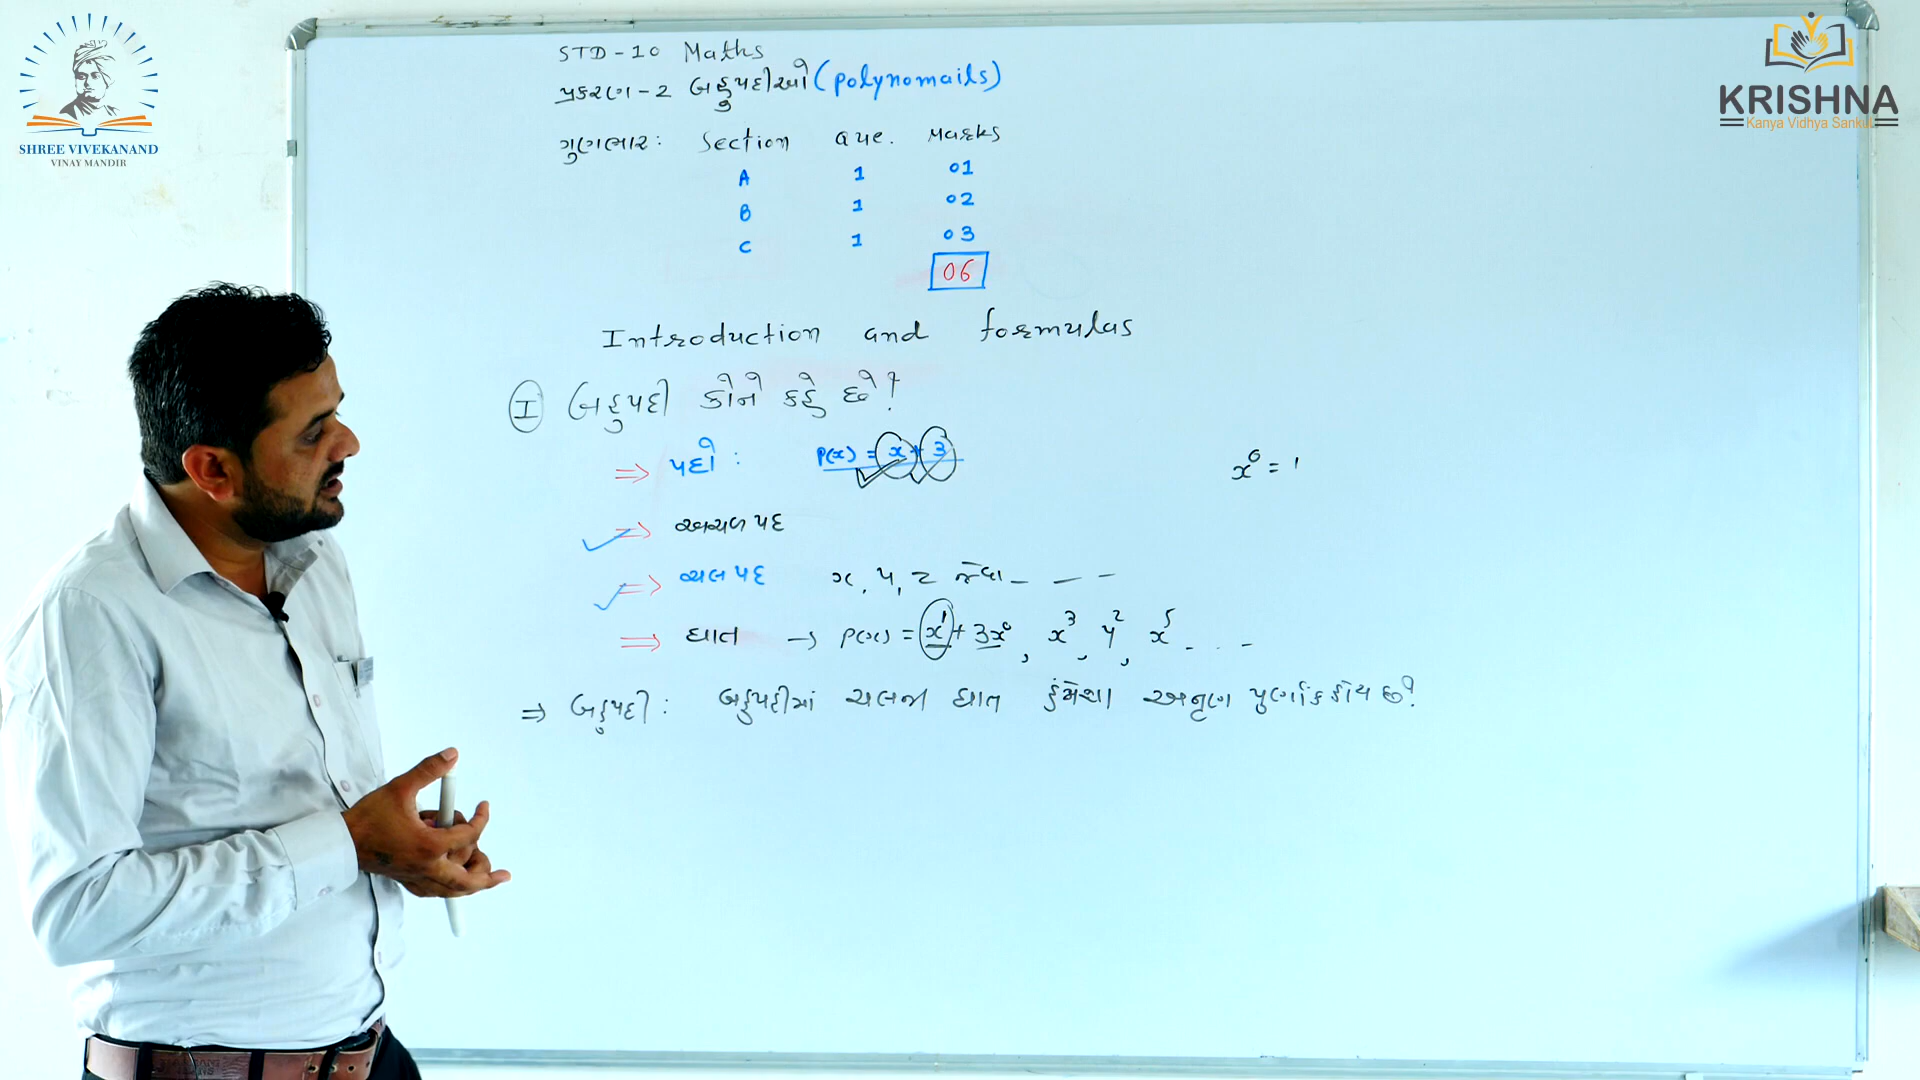 SHREE VIVEKANAND
VINAY MANDIR
KRISHNA
Kanya Vidhya Sankul
STD-10 Maths
પ્રકરણ-2 બહુપદીઓ (polynomails)
ગુણભાર: Section Que. Marks
A 1 01
B 1 02
C 1 03
06
Introduction and formulas
I બહુપદી કોને કહે છે?
⇒ પદો: P(x) = x + 3
x⁰ = 1
⇒ અચળ પદ
⇒ ચલ પદ x, y, z જેવા - - -
⇒ ઘાત → P(x) = x¹ + 3x⁰, x³, y², x⁵ - - -
⇒ બહુપદી: બહુપદીમાં ચલના ઘાત હંમેશા અનૃણ પુર્ણાંક હોય છે?